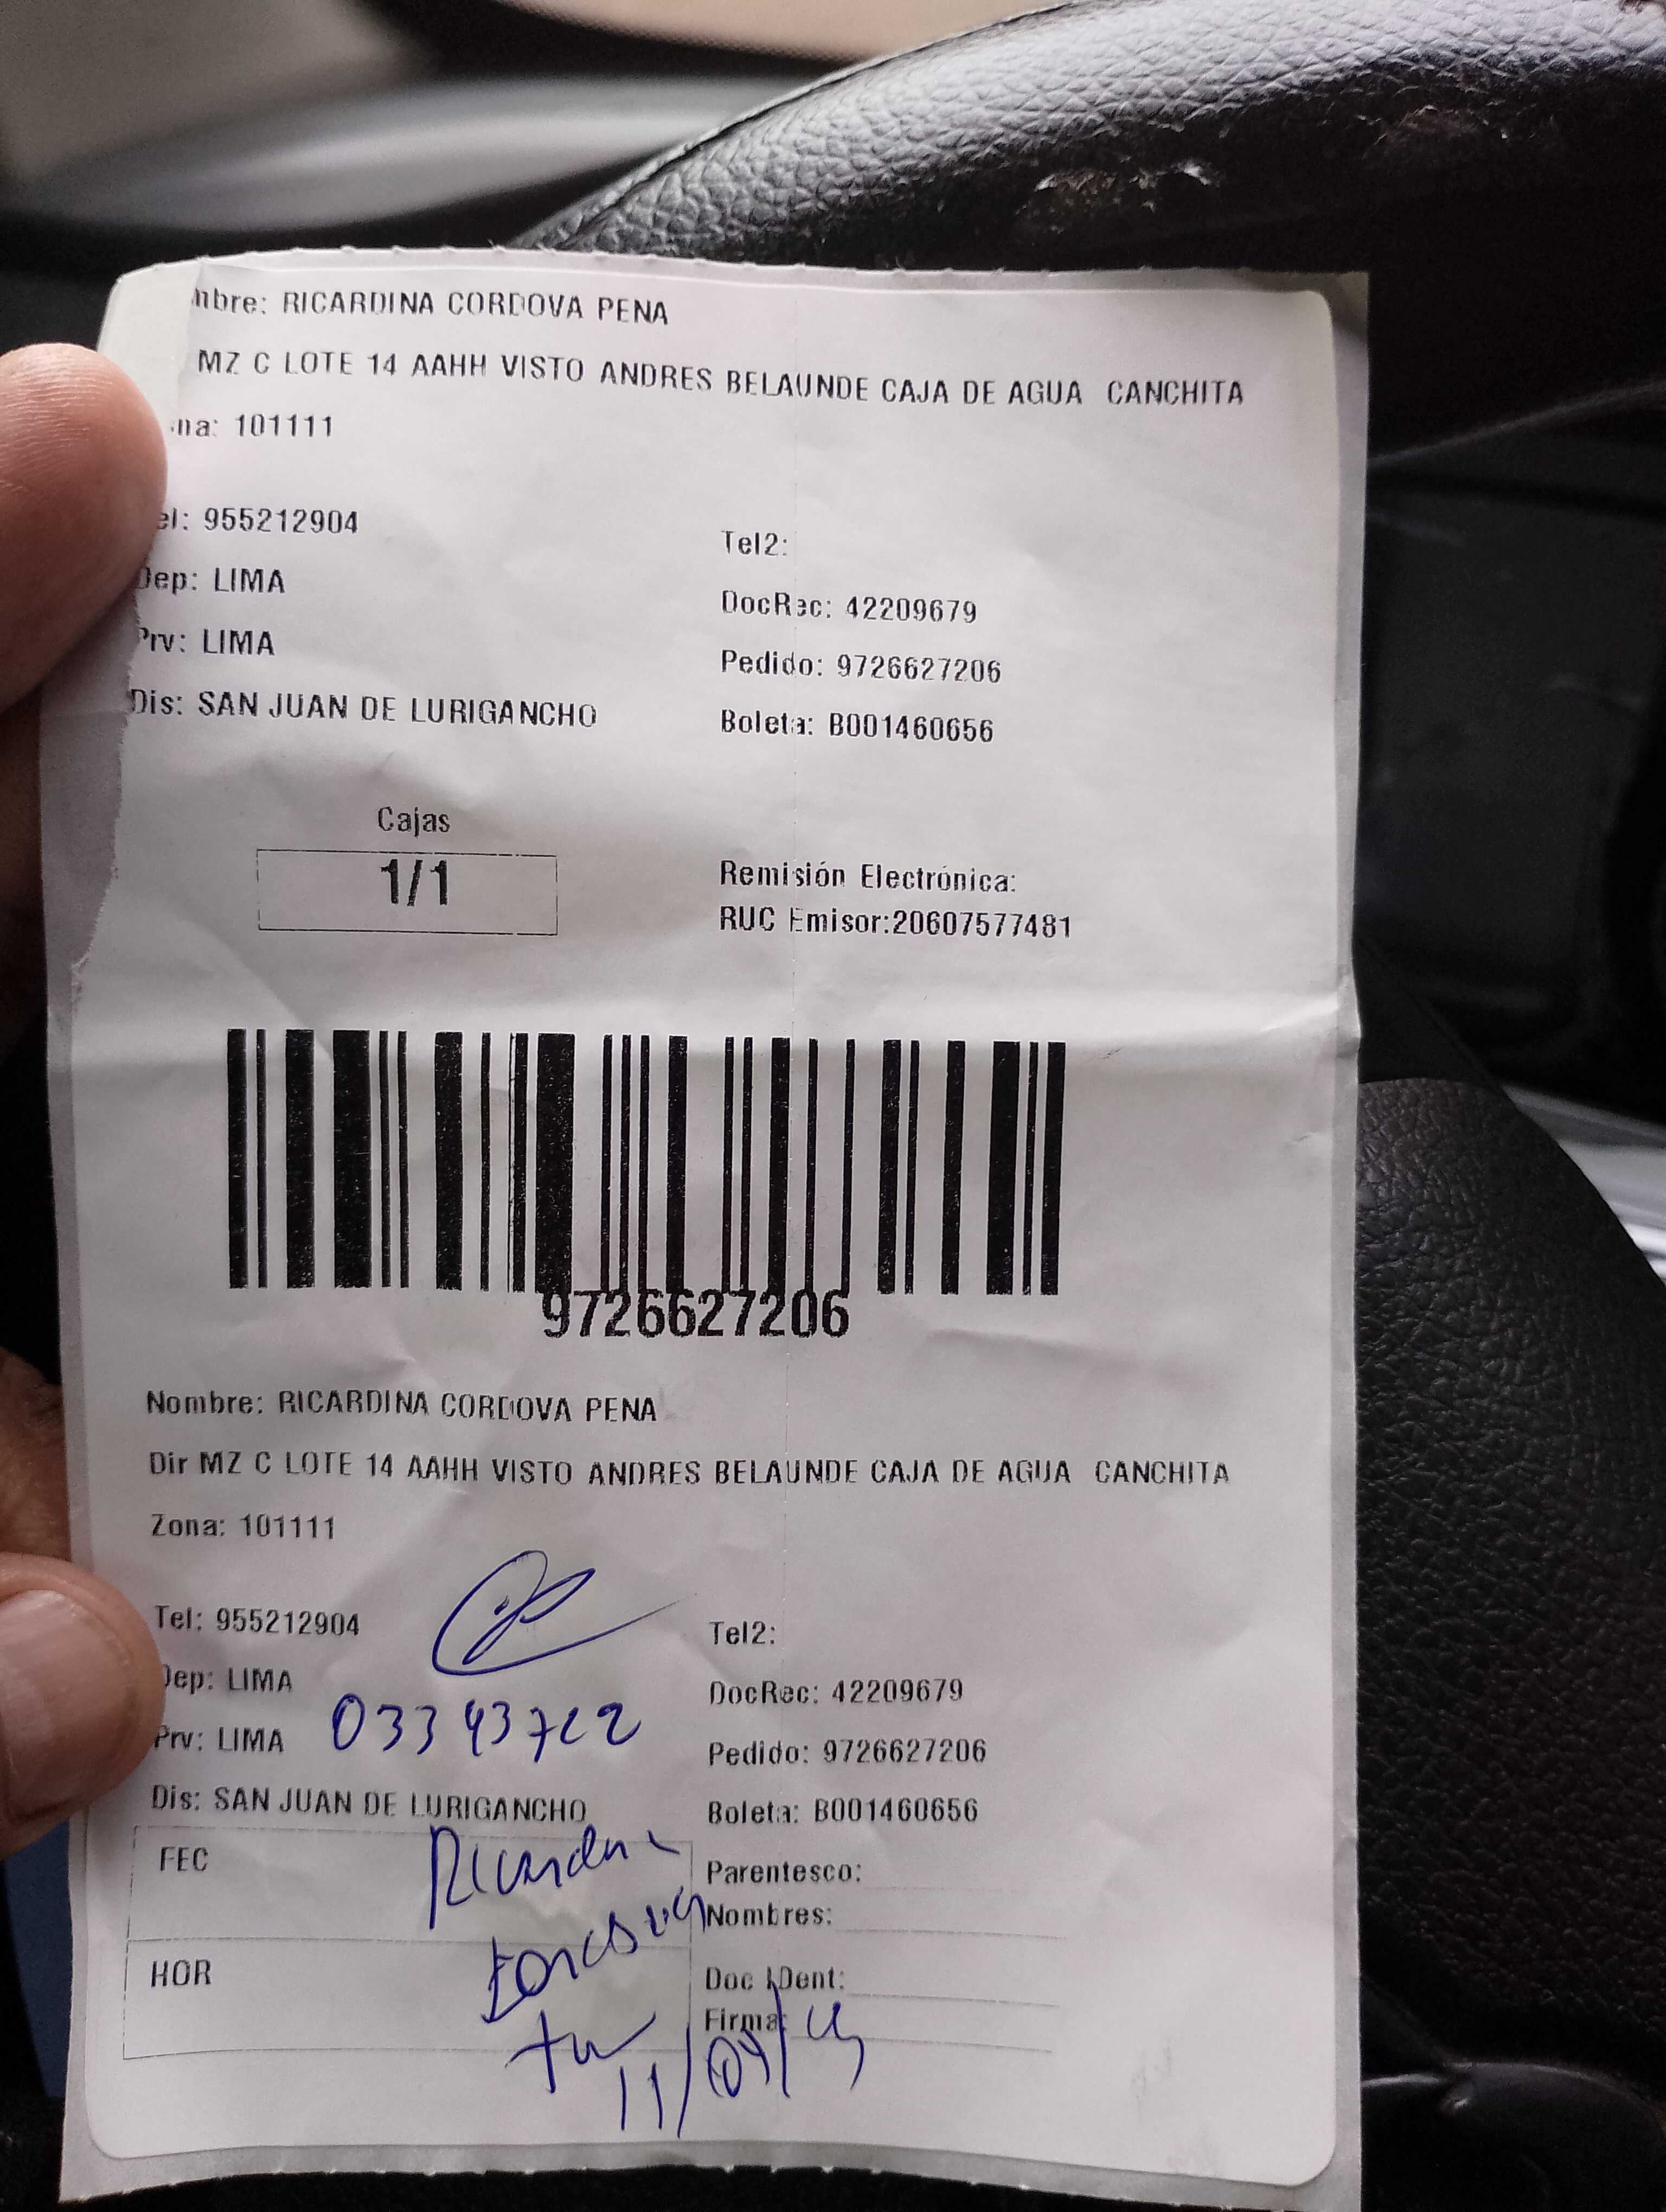 mbre: RICARDINA CORDOVA PENA
MZ C LOTE 14 AAHH VISTO ANDRES BELAUNDE CAJA DE AGUA CANCHITA
na: 101111
el: 955212904
Tel2:
Dep: LIMA
DocRec: 42209679
Prv: LIMA
Pedido: 9726627206
Dis: SAN JUAN DE LURIGANCHO
Boleta: B001460656
Cajas
1/1
Remisión Electrónica:
RUC Emisor:20607577481
9726627206
Nombre: RICARDINA CORDOVA PENA
Dir MZ C LOTE 14 AAHH VISTO ANDRES BELAUNDE CAJA DE AGUA CANCHITA
Zona: 101111
Tel: 955212904
Tel2:
Dep: LIMA
DocRec: 42209679
Prv: LIMA
03343722
Pedido: 9726627206
Dis: SAN JUAN DE LURIGANCHO
Boleta: B001460656
FEC
Parentesco:
Nombres:
HOR
Doc IDent:
Firma: